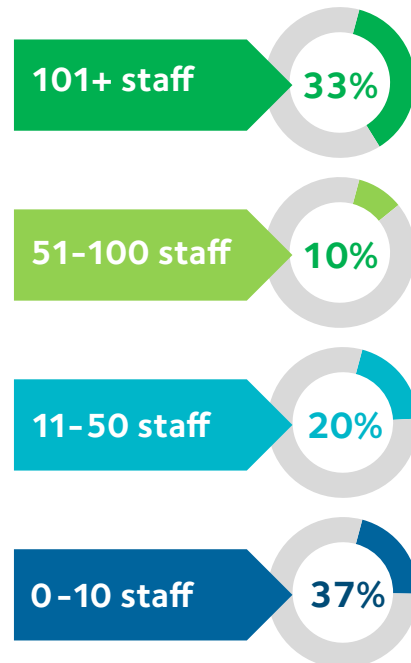 101+ staff 33%
51-100 staff 10%
11-50 staff 20%
0-10 staff 37%